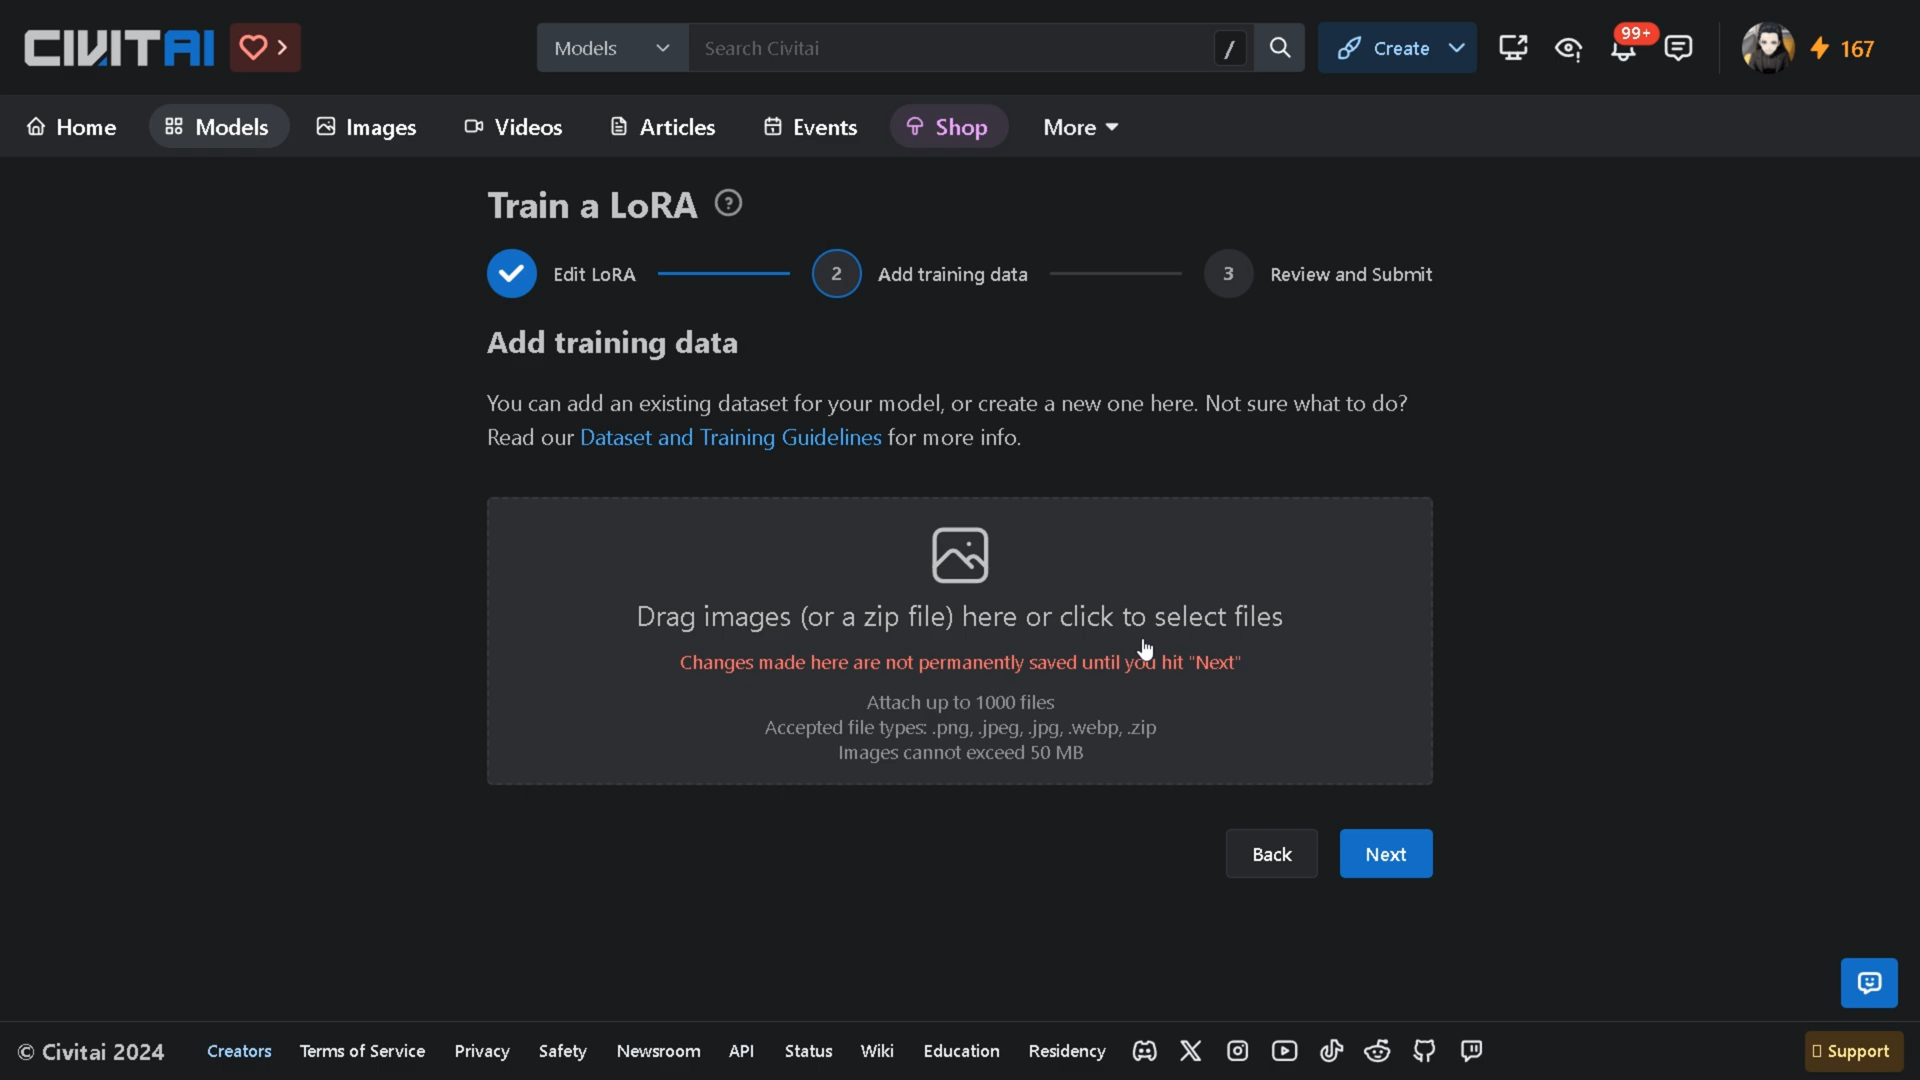 CIVITAI
Models
Search Civitai
/
Create
99+
167
Home
Models
Images
Videos
Articles
Events
Shop
More
Train a LoRA ?
Edit LoRA
2
Add training data
3
Review and Submit
Add training data
You can add an existing dataset for your model, or create a new one here. Not sure what to do?
Read our Dataset and Training Guidelines for more info.
Drag images (or a zip file) here or click to select files
Changes made here are not permanently saved until you hit "Next"
Attach up to 1000 files
Accepted file types: .png, .jpeg, .jpg, .webp, .zip
Images cannot exceed 50 MB
Back
Next
© Civitai 2024
Creators
Terms of Service
Privacy
Safety
Newsroom
API
Status
Wiki
Education
Residency
Support